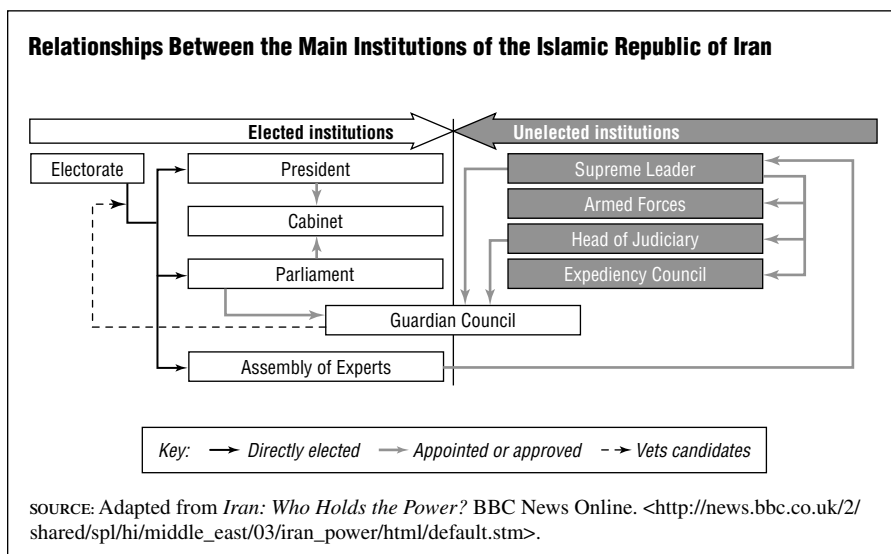 Relationships Between the Main Institutions of the Islamic Republic of Iran
Elected institutions
Unelected institutions
Electorate
President
Supreme Leader
Cabinet
Armed Forces
Head of Judiciary
Parliament
Expediency Council
Guardian Council
Assembly of Experts
Key: Directly elected Appointed or approved Vets candidates
SOURCE: Adapted from Iran: Who Holds the Power? BBC News Online. <http://news.bbc.co.uk/2/
shared/spl/hi/middle_east/03/iran_power/html/default.stm>.